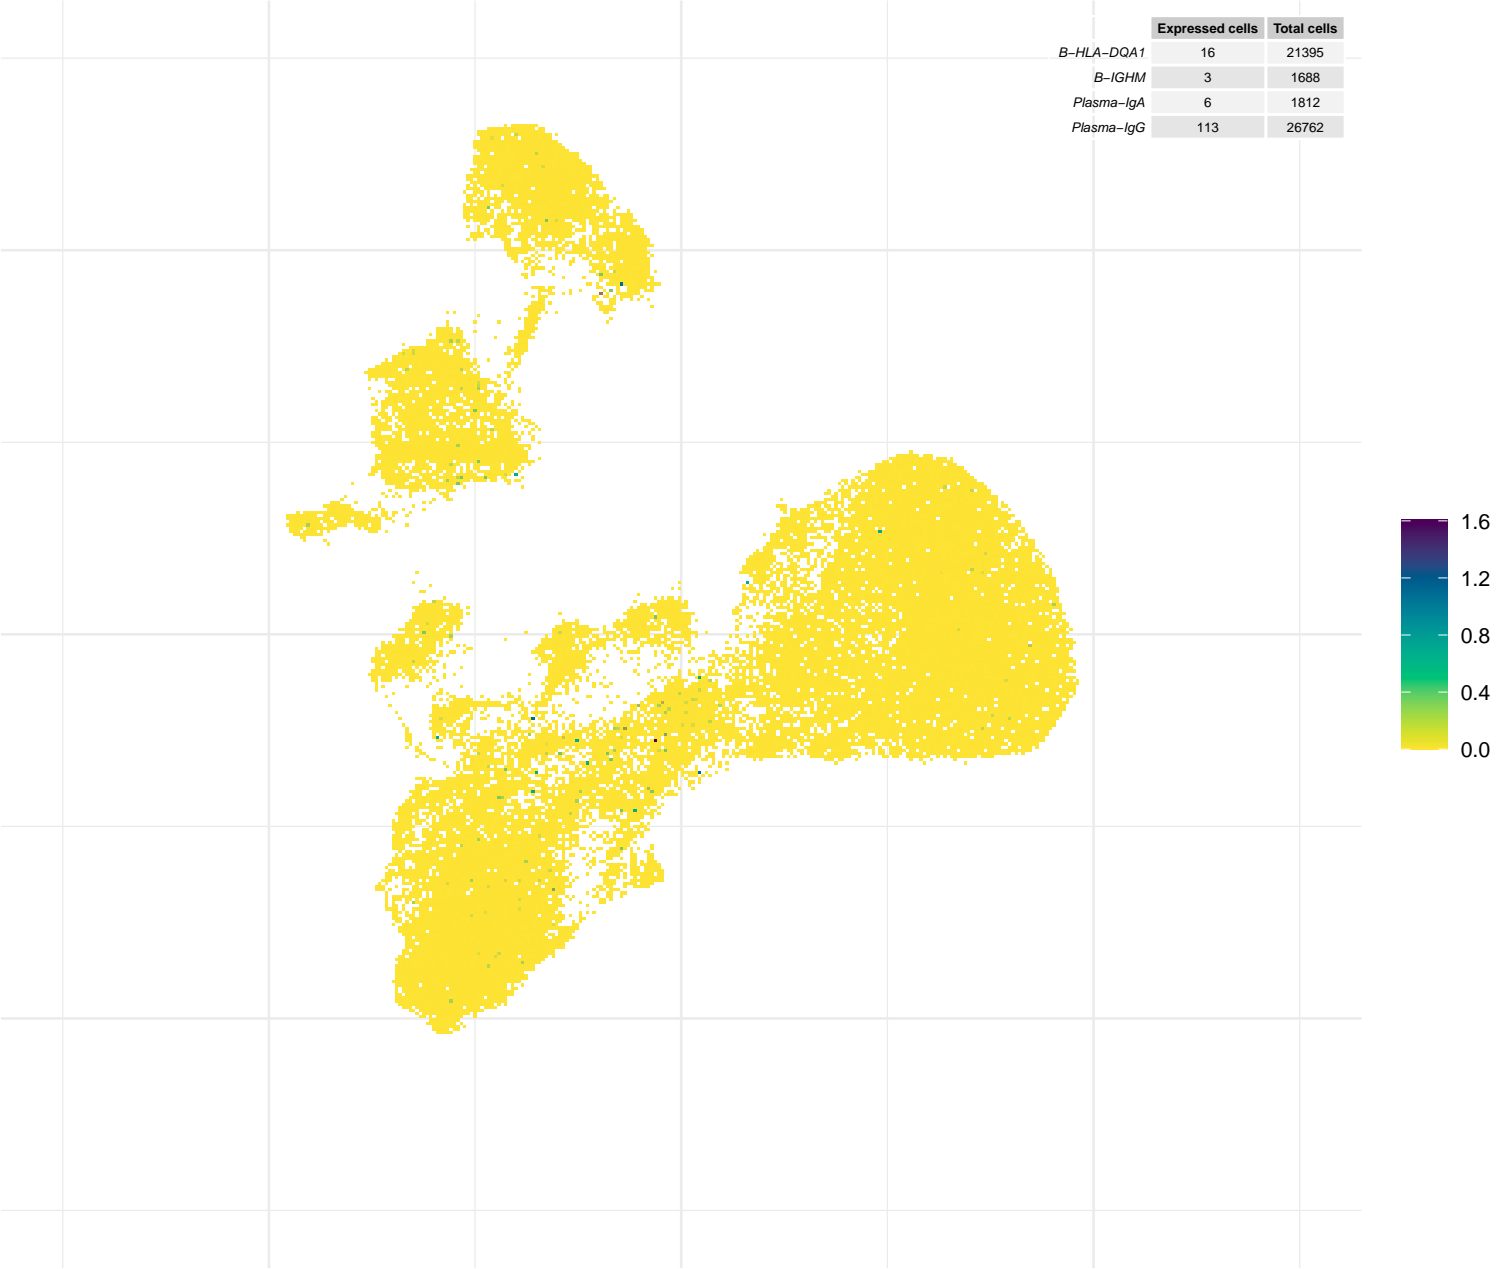 Expressed cells Total cells
B−HLA−DQA1 16 21395
B−IGHM 3 1688
Plasma−IgA 6 1812
Plasma−IgG 113 26762
1.6
1.2
0.8
0.4
0.0